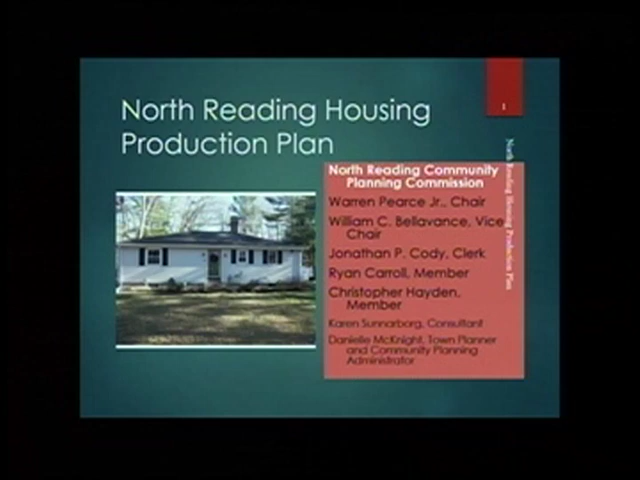 North Reading Housing
Production Plan
1
North Reading Community
Planning Commission
Warren Pearce Jr., Chair
William C. Bellavance, Vice
Chair
Jonathan P. Cody, Clerk
Ryan Carroll, Member
Christopher Hayden,
Member
Karen Sunnarborg, Consultant
Danielle McKnight, Town Planner
and Community Planning
Administrator
North Reading Housing Production Plan